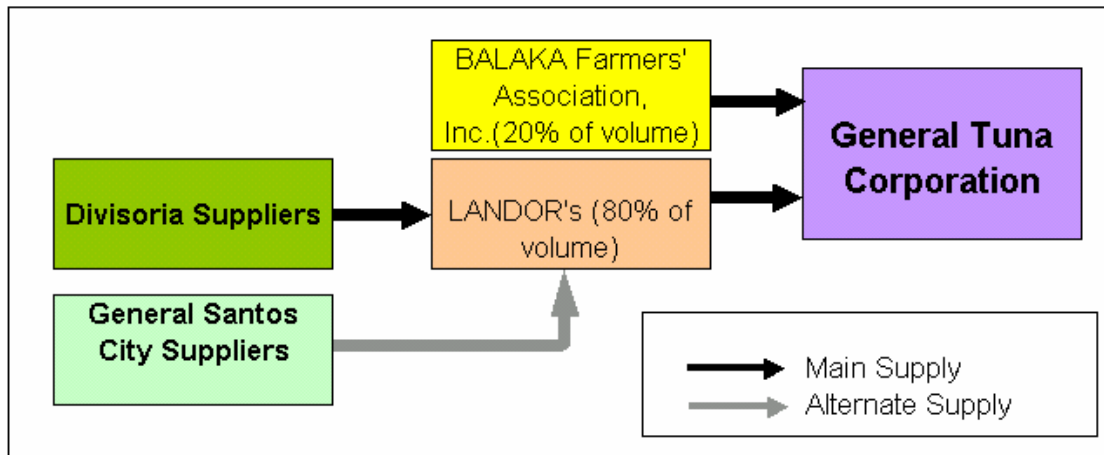 BALAKA Farmers'
Association,
Inc.(20% of volume)
General Tuna
Corporation
Divisoria Suppliers
LANDOR's (80% of
volume)
General Santos
City Suppliers
Main Supply
Alternate Supply